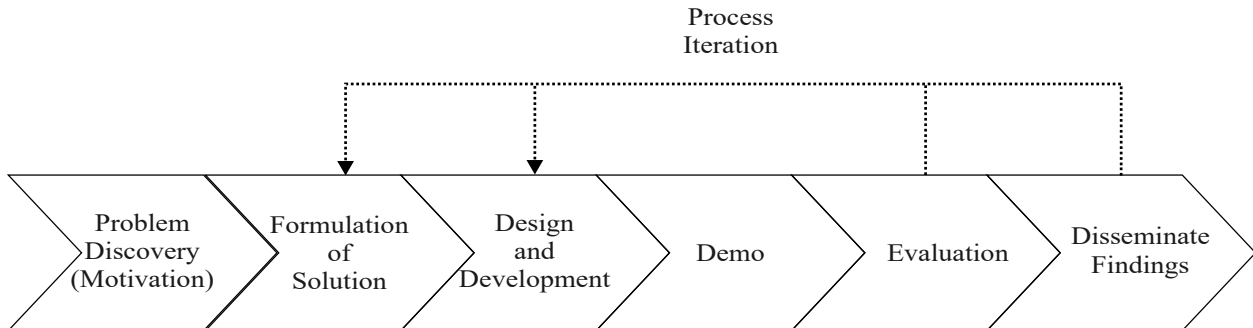 Process
Iteration
Problem
Discovery
(Motivation)
Formulation
of
Solution
Design
and
Development
Demo
Evaluation
Disseminate
Findings